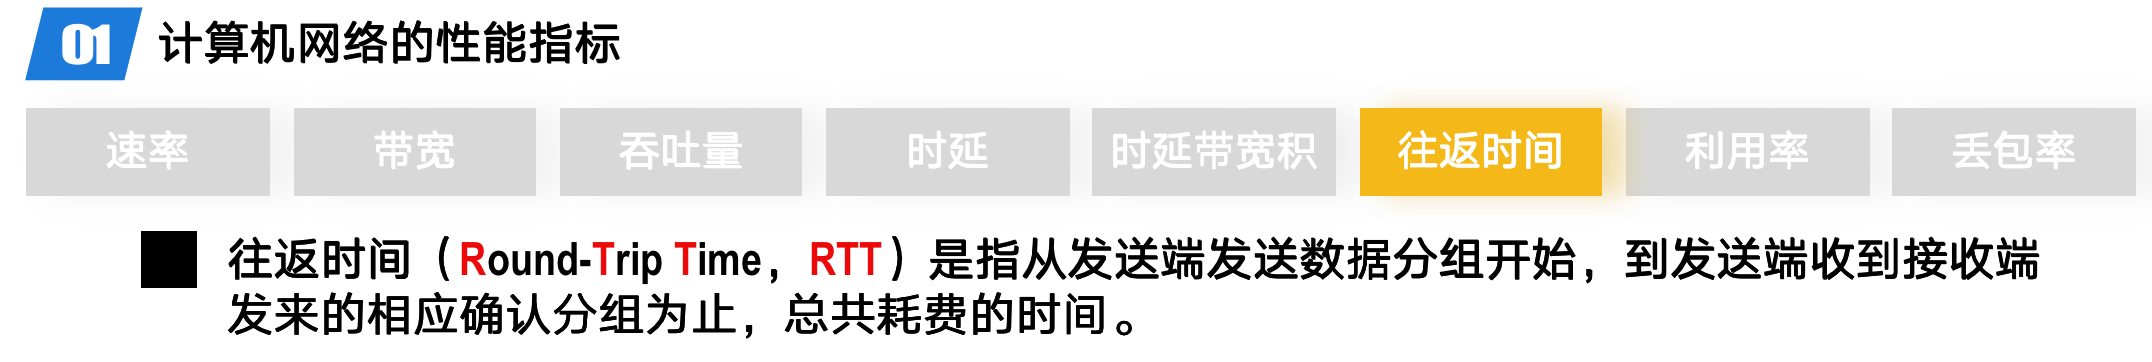 01 计算机网络的性能指标
速率 带宽 吞吐量 时延 时延带宽积 往返时间 利用率 丢包率
往返时间（Round-Trip Time，RTT）是指从发送端发送数据分组开始，到发送端收到接收端
发来的相应确认分组为止，总共耗费的时间。